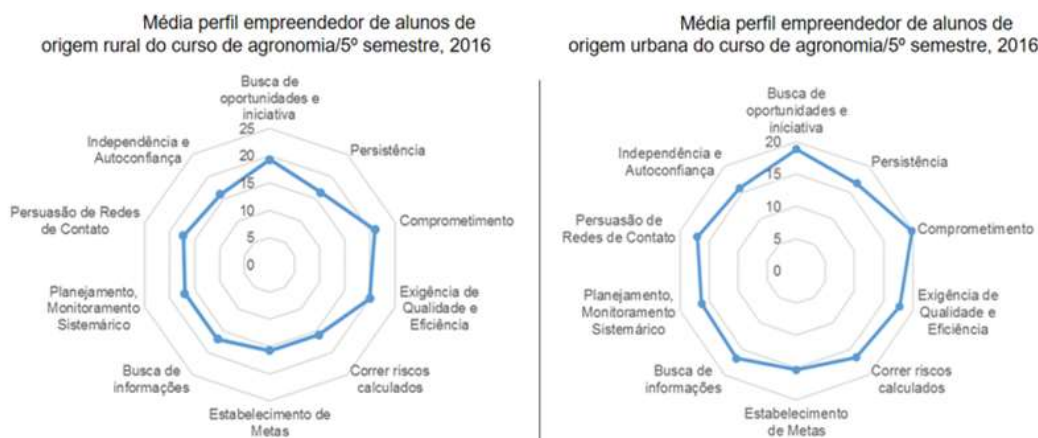 Média perfil empreendedor de alunos de
origem rural do curso de agronomia/5º semestre, 2016
Busca de
oportunidades e
iniciativa
25
20
15
10
5
0
Persistência
Comprometimento
Exigência de
Qualidade e
Eficiência
Correr riscos
calculados
Estabelecimento de
Metas
Busca de
informações
Planejamento,
Monitoramento
Sistemárico
Persuasão de Redes
de Contato
Independência e
Autoconfiança
Média perfil empreendedor de alunos de
origem urbana do curso de agronomia/5º semestre, 2016
Busca de
oportunidades e
iniciativa
20
15
10
5
0
Persistência
Comprometimento
Exigência de
Qualidade e
Eficiência
Correr riscos
calculados
Estabelecimento
de Metas
Busca de
informações
Planejamento,
Monitoramento
Sistemárico
Persuasão de
Redes de Contato
Independência e
Autoconfiança